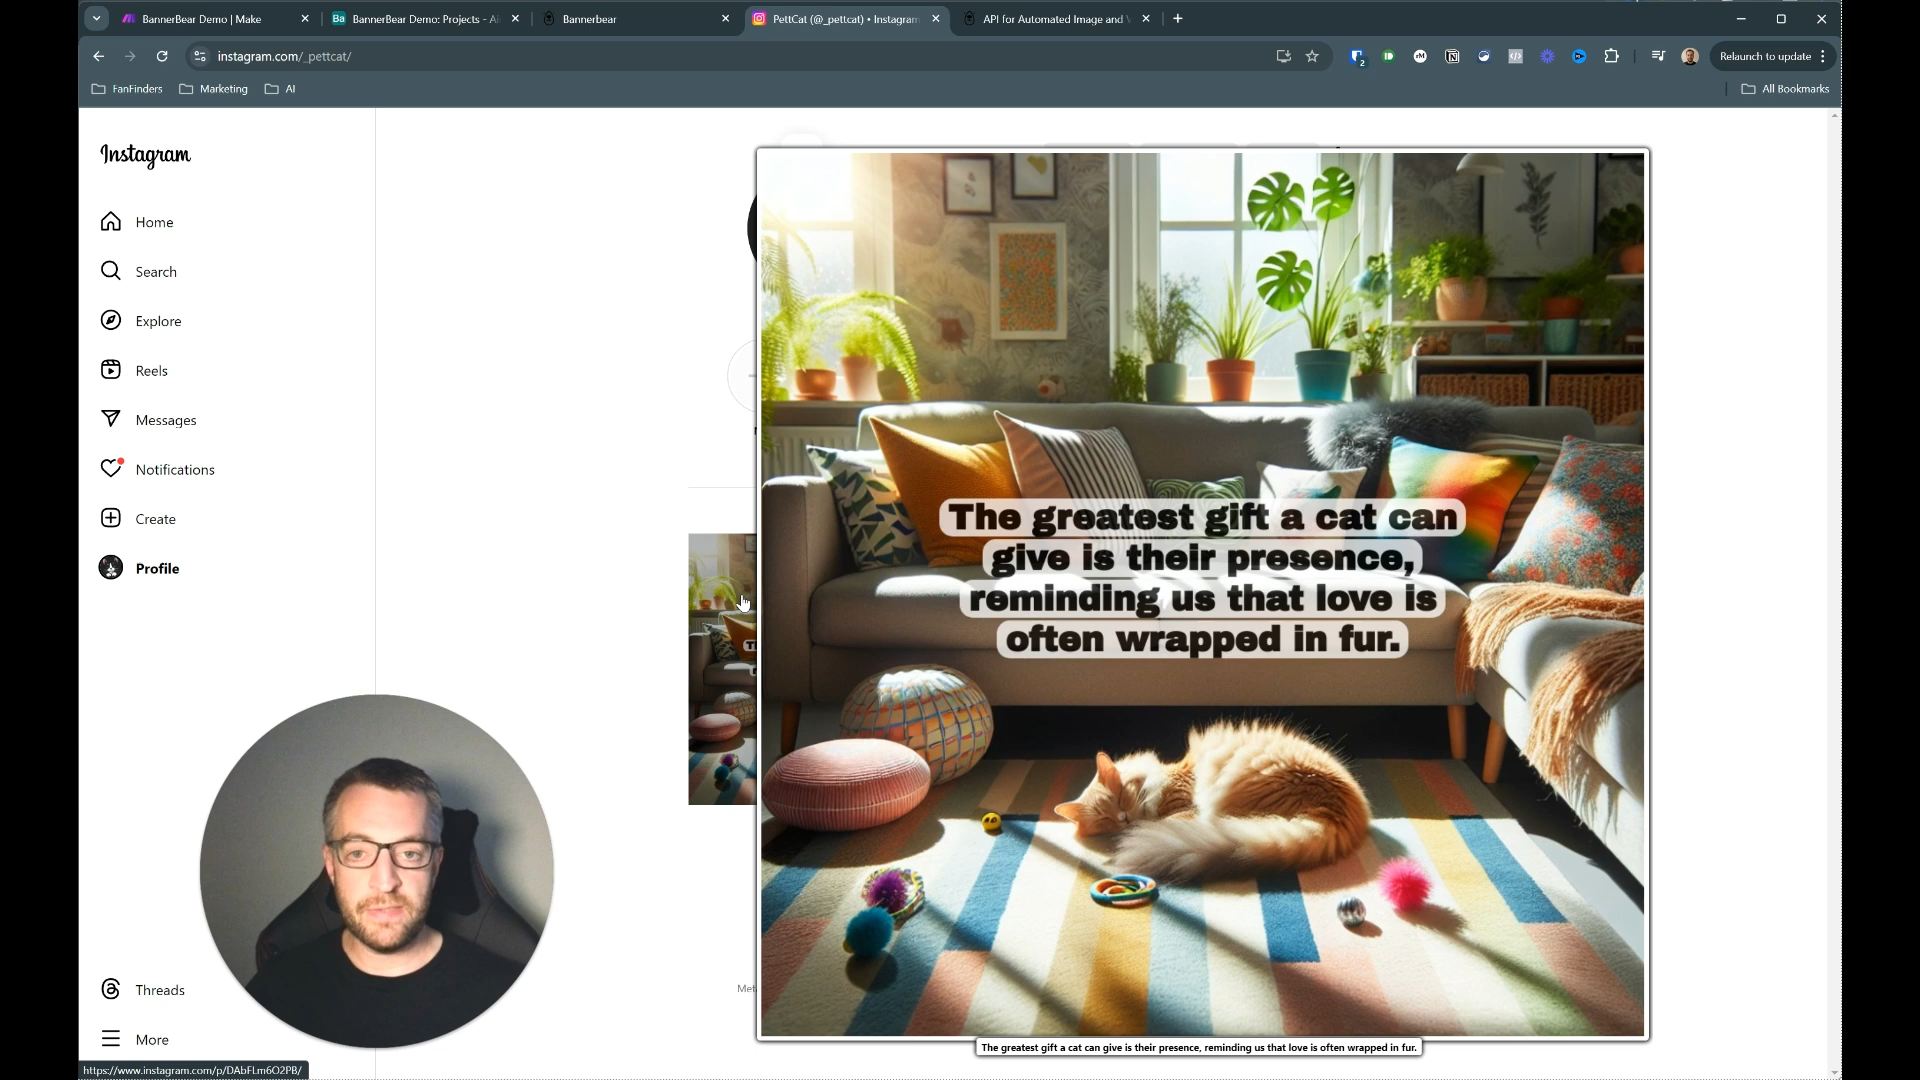 BannerBear Demo | Make
BannerBear Demo: Projects - Ai
Bannerbear
PettCat (@_pettcat) • Instagram
API for Automated Image and V
instagram.com/_pettcat/
2
Relaunch to update
FanFinders
Marketing
AI
All Bookmarks
Instagram
Home
Search
Explore
Reels
Messages
Notifications
Create
Profile
Threads
More
The greatest gift a cat can
give is their presence,
reminding us that love is
often wrapped in fur.
Met
The greatest gift a cat can give is their presence, reminding us that love is often wrapped in fur.
https://www.instagram.com/p/DAbFLm6O2PB/